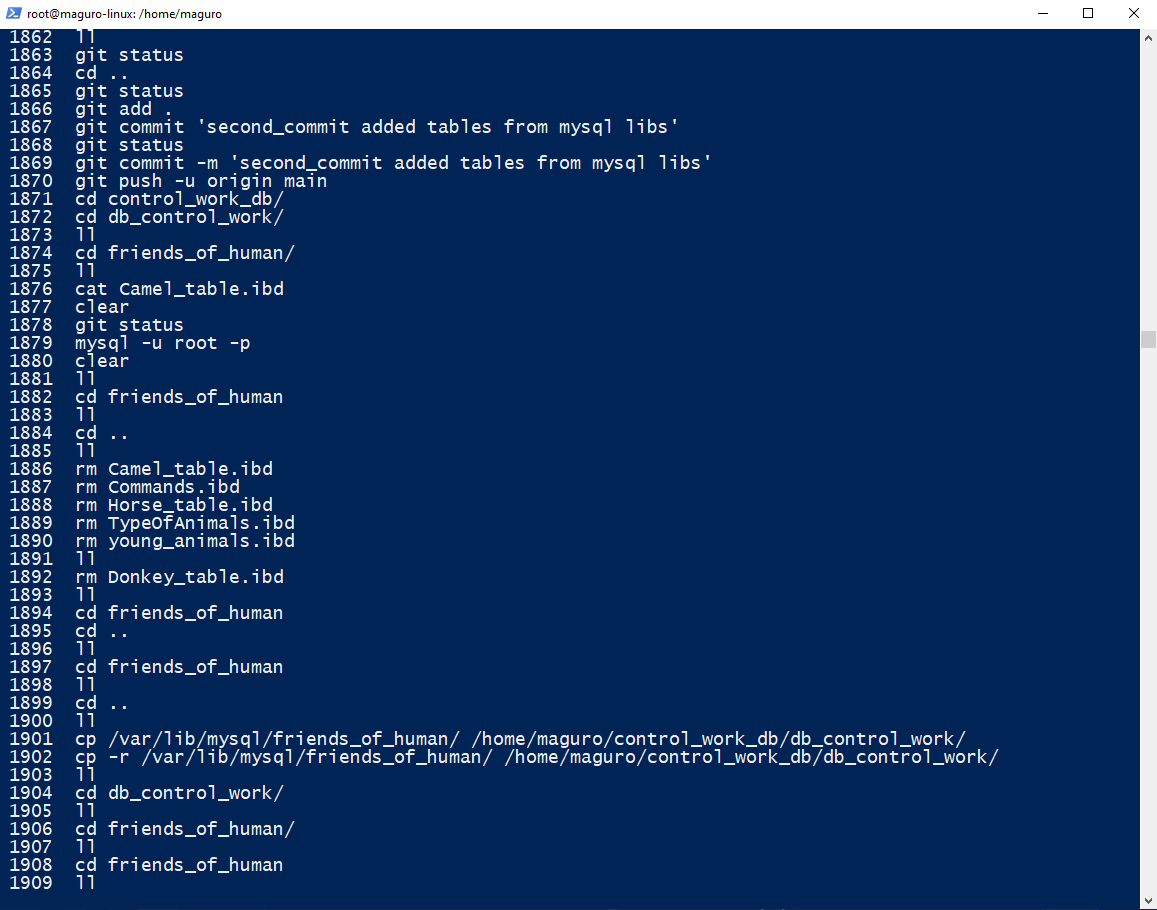 root@maguro-linux: /home/maguro
1862 ll
1863 git status
1864 cd ..
1865 git status
1866 git add .
1867 git commit 'second_commit added tables from mysql libs'
1868 git status
1869 git commit -m 'second_commit added tables from mysql libs'
1870 git push -u origin main
1871 cd control_work_db/
1872 cd db_control_work/
1873 ll
1874 cd friends_of_human/
1875 ll
1876 cat Camel_table.ibd
1877 clear
1878 git status
1879 mysql -u root -p
1880 clear
1881 ll
1882 cd friends_of_human
1883 ll
1884 cd ..
1885 ll
1886 rm Camel_table.ibd
1887 rm Commands.ibd
1888 rm Horse_table.ibd
1889 rm TypeOfAnimals.ibd
1890 rm young_animals.ibd
1891 ll
1892 rm Donkey_table.ibd
1893 ll
1894 cd friends_of_human
1895 cd ..
1896 ll
1897 cd friends_of_human
1898 ll
1899 cd ..
1900 ll
1901 cp /var/lib/mysql/friends_of_human/ /home/maguro/control_work_db/db_control_work/
1902 cp -r /var/lib/mysql/friends_of_human/ /home/maguro/control_work_db/db_control_work/
1903 ll
1904 cd db_control_work/
1905 ll
1906 cd friends_of_human/
1907 ll
1908 cd friends_of_human
1909 ll